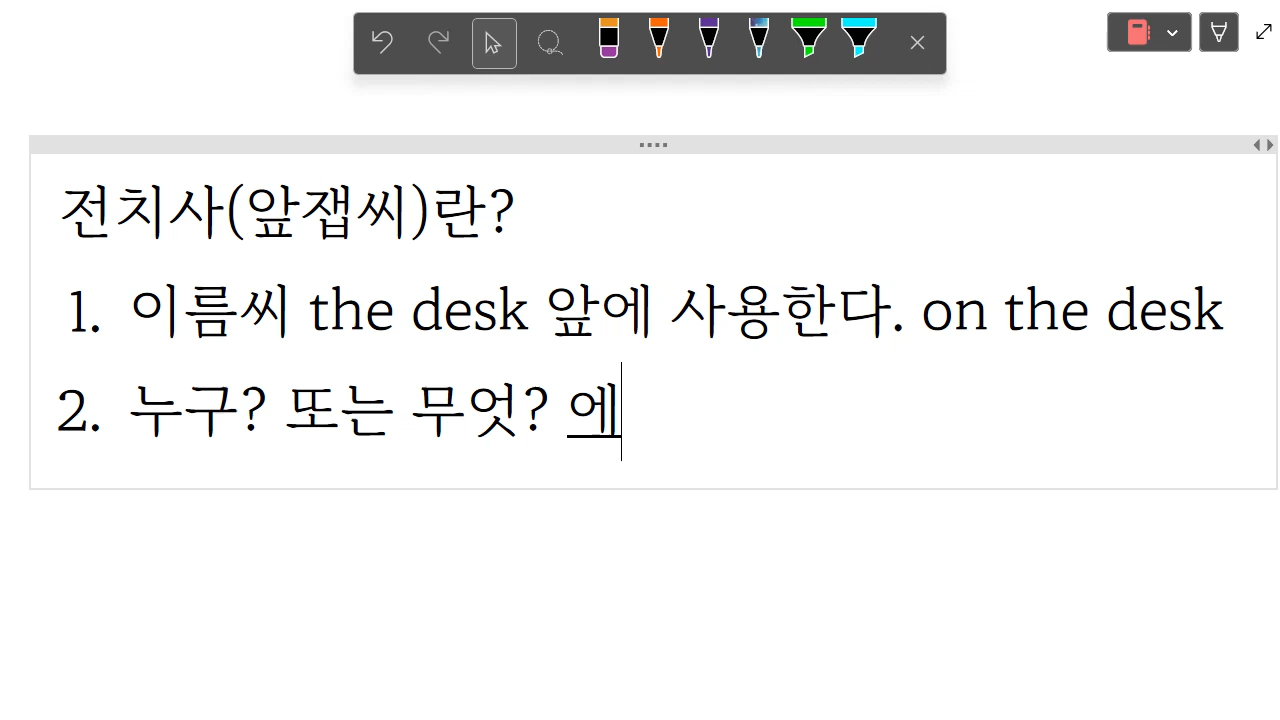 전치사(앞잽씨)란?
1. 이름씨 the desk 앞에 사용한다. on the desk
2. 누구? 또는 무엇? 에